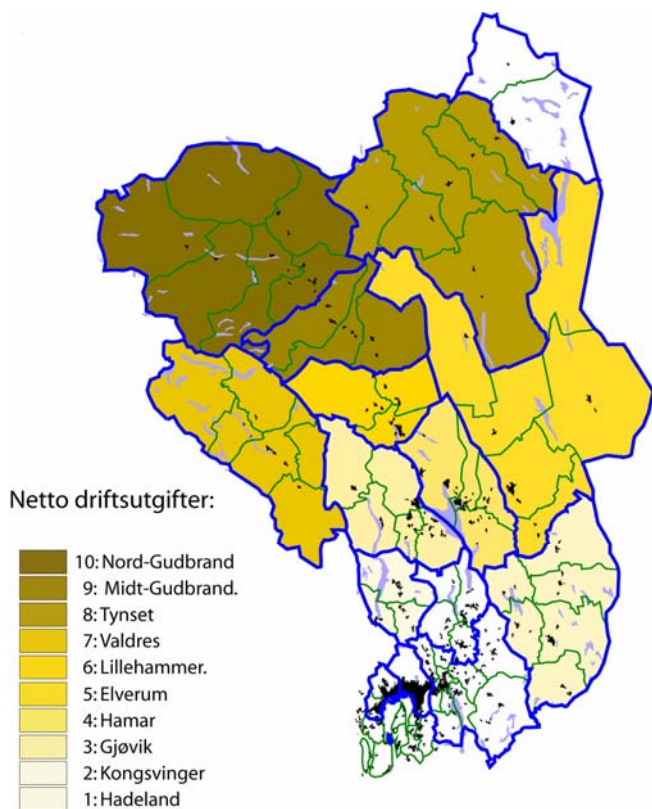 Netto driftsutgifter:
10: Nord-Gudbrand
9: Midt-Gudbrand.
8: Tynset
7: Valdres
6: Lillehammer.
5: Elverum
4: Hamar
3: Gjøvik
2: Kongsvinger
1: Hadeland